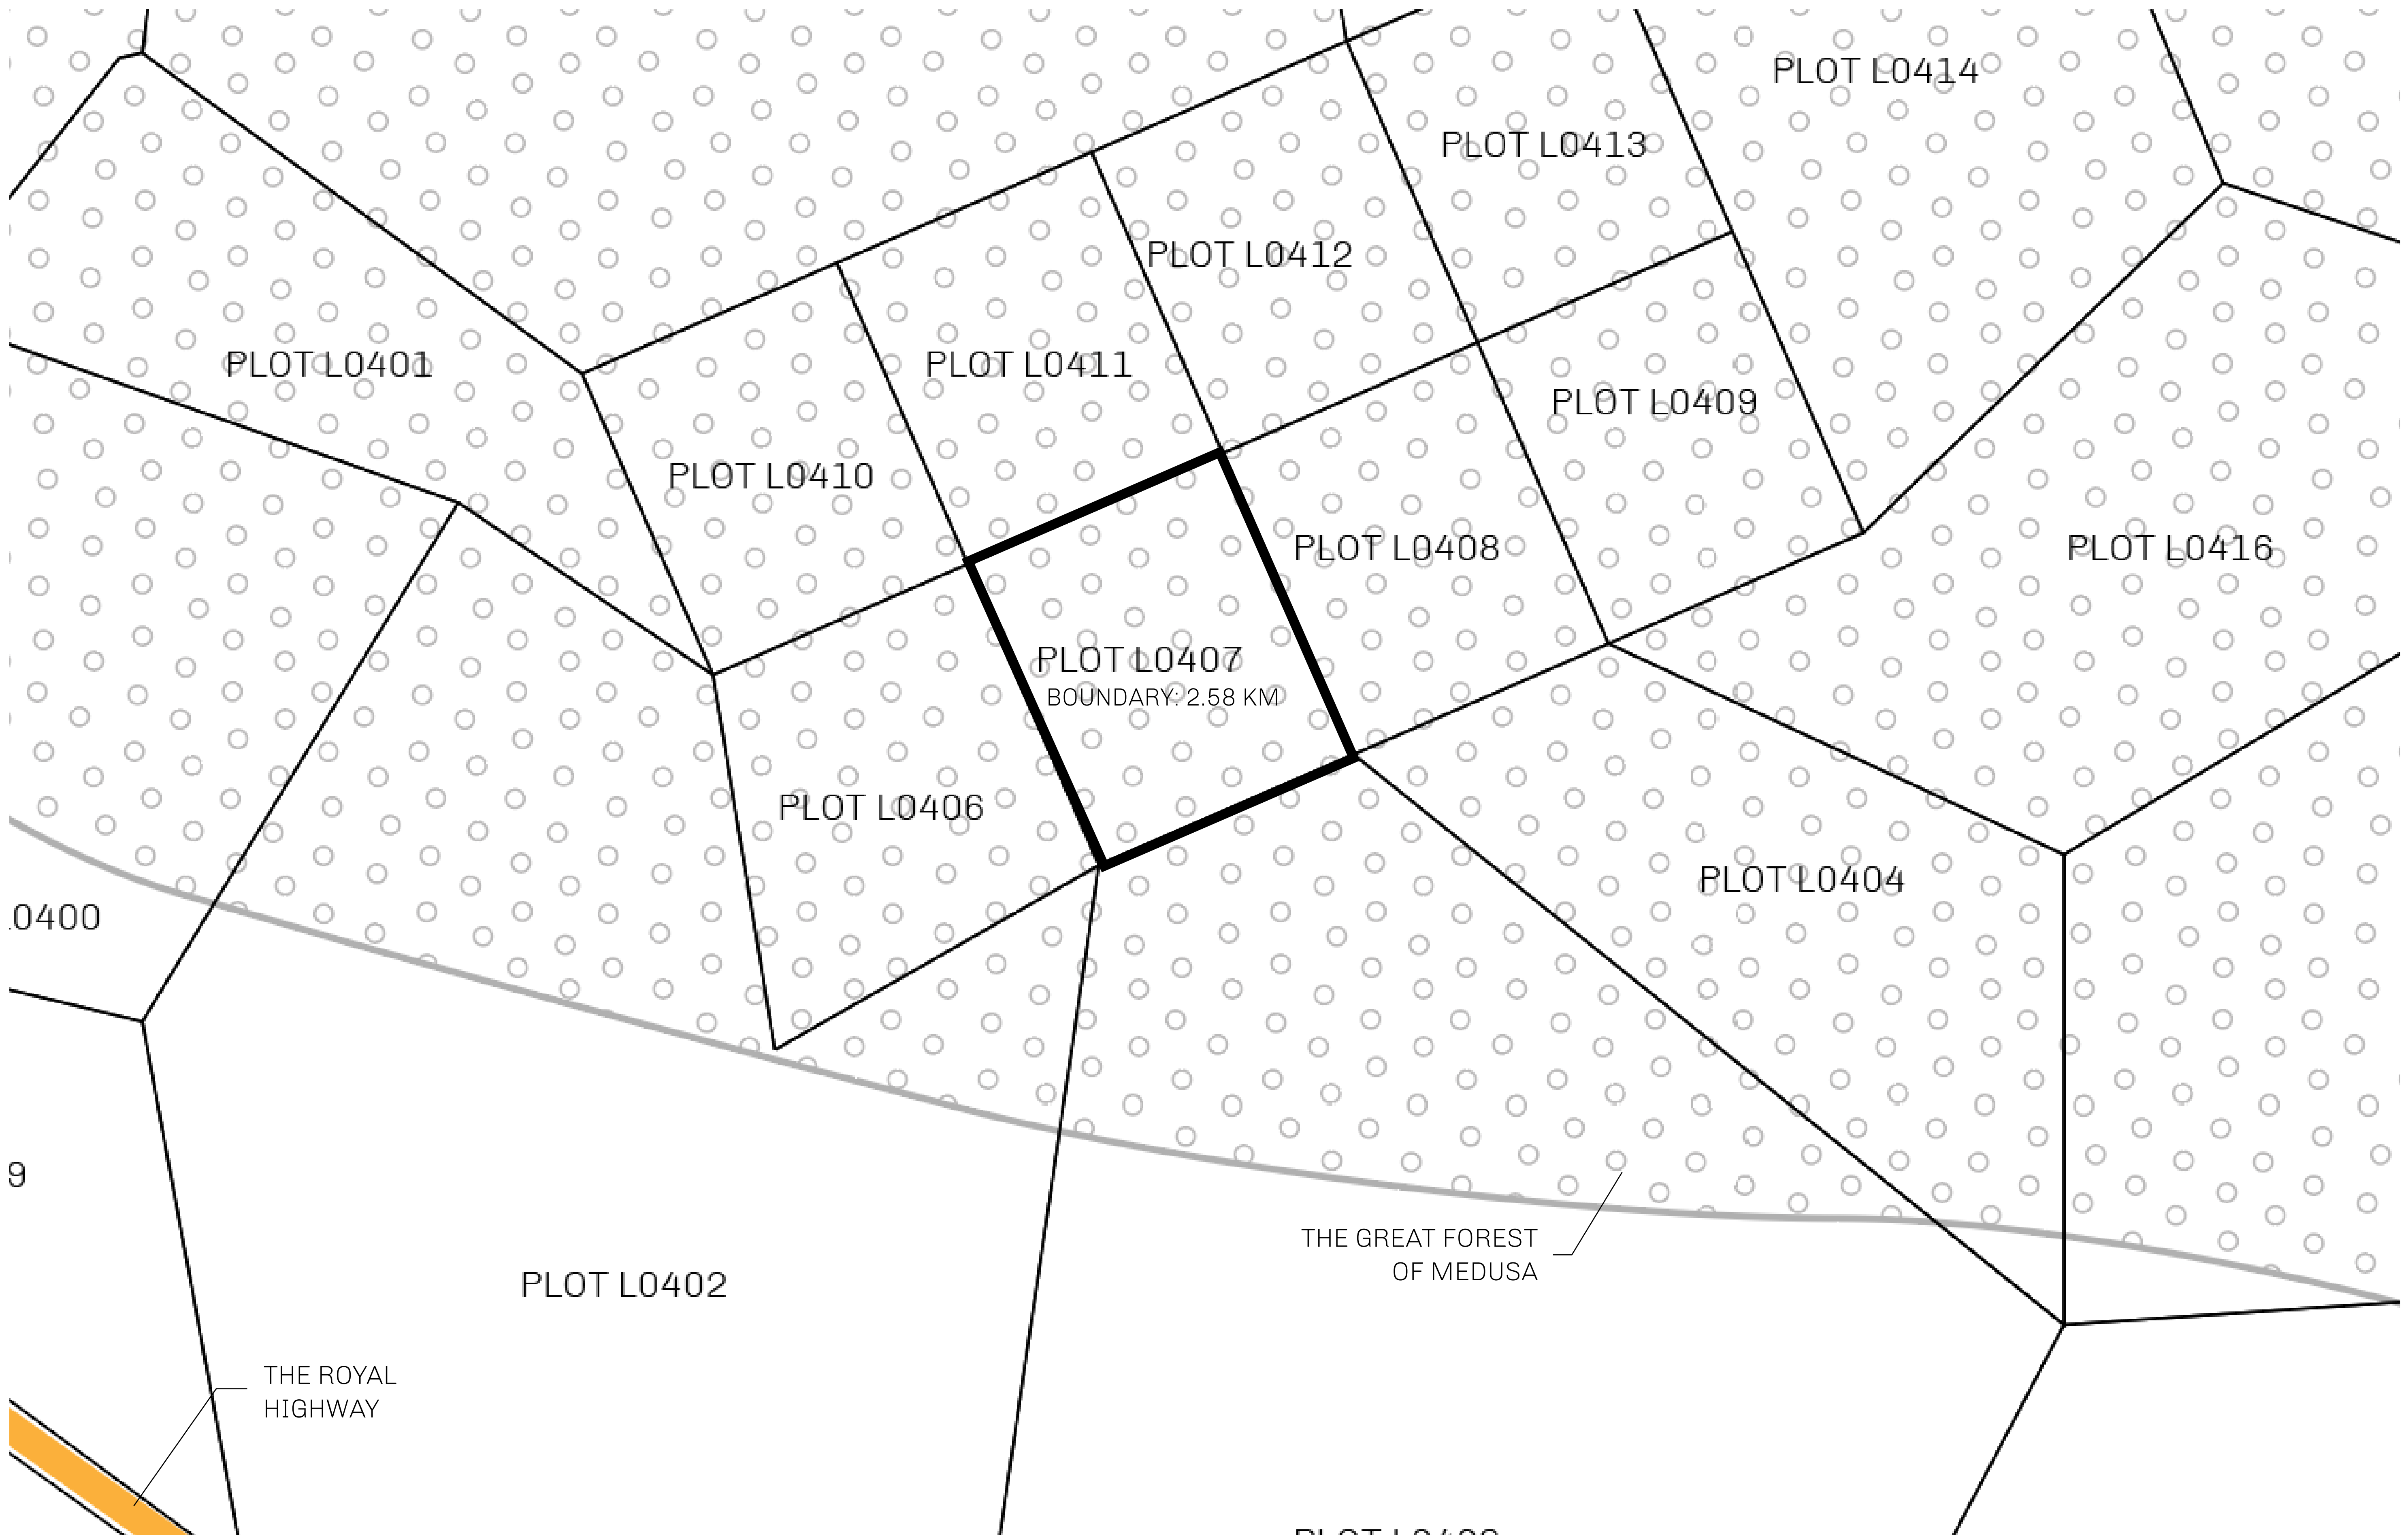 PLOT L0414
PLOT L0413
PLOT L0412
PLOT L0401
PLOT L0411
PLOT L0409
PLOT L0410
PLOT L0408
PLOT L0416
PLOT L0407
BOUNDARY: 2.58 KM
PLOT L0406
PLOT L0404
.0400
9
THE GREAT FOREST
OF MEDUSA
PLOT L0402
THE ROYAL
HIGHWAY